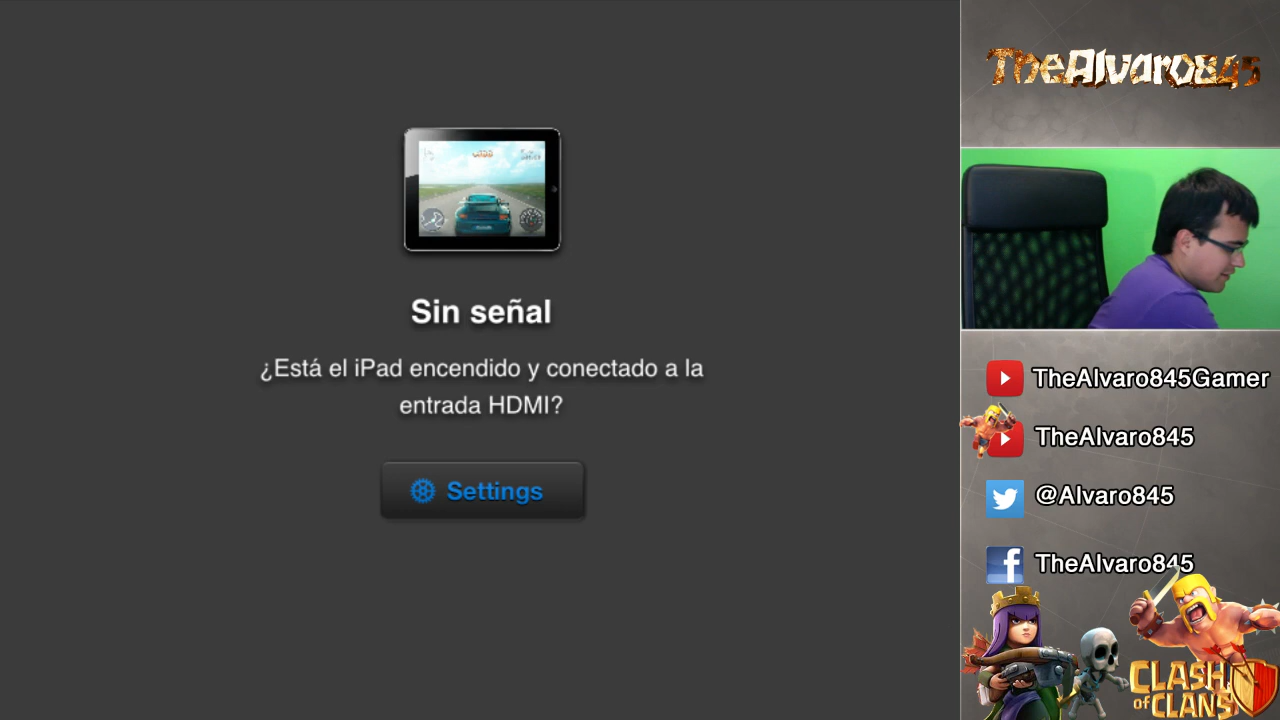 Sin señal
¿Está el iPad encendido y conectado a la
entrada HDMI?
Settings
TheAlvaro845
TheAlvaro845Gamer
TheAlvaro845
@Alvaro845
TheAlvaro845
CLASH
of CLANS